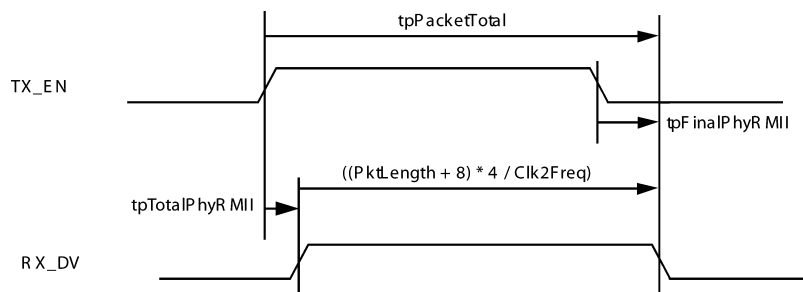 tpPacketTotal
TX_EN
tpFinalPhyRMII
((PktLength + 8) * 4 / Clk2Freq)
tpTotalPhyRMII
RX_DV